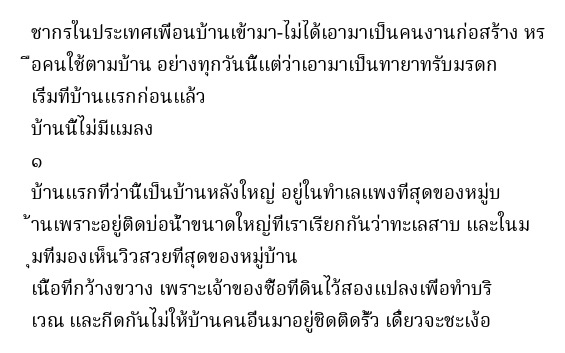 ชากรในประเทศเพื่อนบ้านเข้ามา-ไม่ได้เอามาเป็นคนงานก่อสร้าง หร
ือคนใช้ตามบ้าน อย่างทุกวันนี้แต่ว่าเอามาเป็นทายาทรับมรดก
เริ่มที่บ้านแรกก่อนแล้ว
บ้านนี้ไม่มีแมลง
๑
บ้านแรกที่ว่านี้เป็นบ้านหลังใหญ่ อยู่ในทำเลแพงที่สุดของหมู่บ
้านเพราะอยู่ติดบ่อน้ำขนาดใหญ่ที่เราเรียกกันว่าทะเลสาบ และในม
ุมที่มองเห็นวิวสวยที่สุดของหมู่บ้าน
เนื้อที่กว้างขวาง เพราะเจ้าของซื้อที่ดินไว้สองแปลงเพื่อทำบริ
เวณ และกีดกันไม่ให้บ้านคนอื่นมาอยู่ชิดติดรั้ว เดี๋ยวจะชะเง้อ